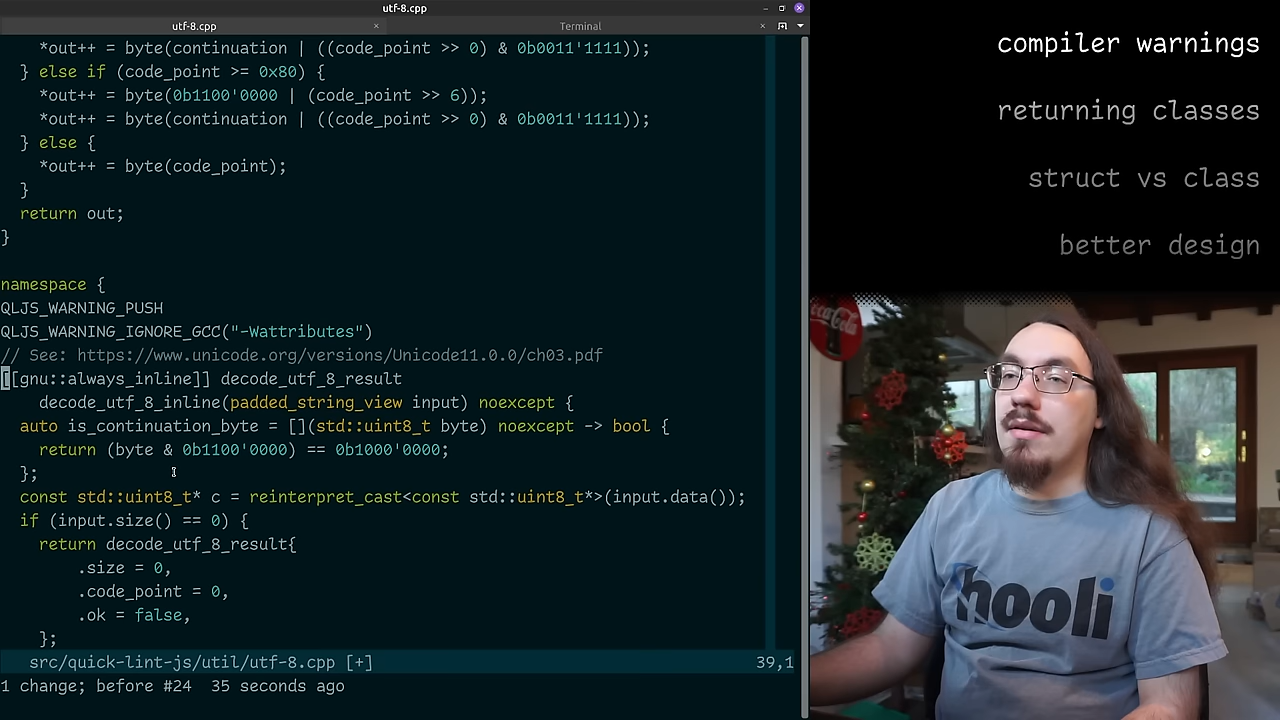 utf-8.cpp
utf-8.cpp
Terminal
*out++ = byte(continuation | ((code_point >> 0) & 0b0011'1111));
} else if (code_point >= 0x80) {
*out++ = byte(0b1100'0000 | (code_point >> 6));
*out++ = byte(continuation | ((code_point >> 0) & 0b0011'1111));
} else {
*out++ = byte(code_point);
}
return out;
}
namespace {
QLJS_WARNING_PUSH
QLJS_WARNING_IGNORE_GCC("-Wattributes")
// See: https://www.unicode.org/versions/Unicode11.0.0/ch03.pdf
[[gnu::always_inline]] decode_utf_8_result
decode_utf_8_inline(padded_string_view input) noexcept {
auto is_continuation_byte = [](std::uint8_t byte) noexcept -> bool {
return (byte & 0b1100'0000) == 0b1000'0000;
};
const std::uint8_t* c = reinterpret_cast<const std::uint8_t*>(input.data());
if (input.size() == 0) {
return decode_utf_8_result{
.size = 0,
.code_point = 0,
.ok = false,
};
src/quick-lint-js/util/utf-8.cpp [+]
39,1
1 change; before #24  35 seconds ago
compiler warnings
returning classes
struct vs class
better design
Coca-Cola
hooli